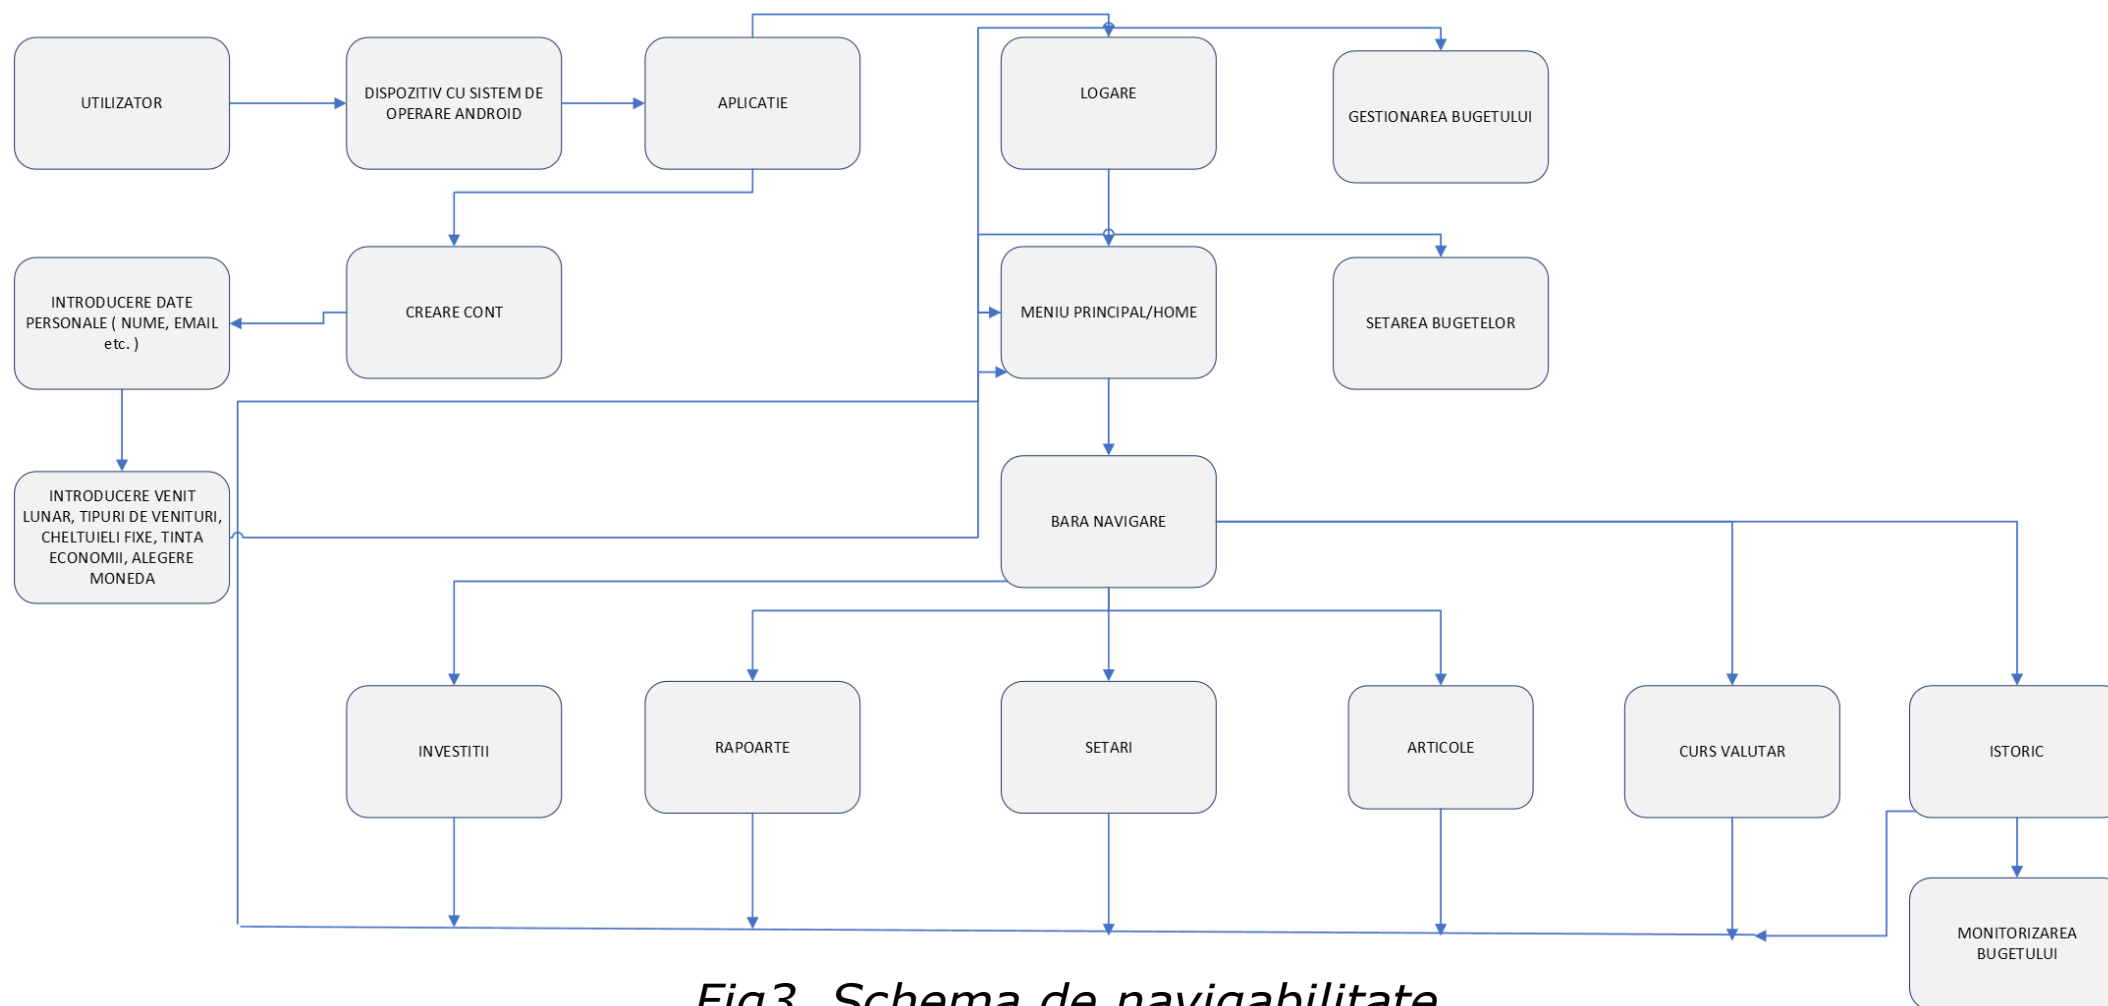 UTILIZATOR
DISPOZITIV CU SISTEM DE
OPERARE ANDROID
APLICATIE
LOGARE
GESTIONAREA BUGETULUI
INTRODUCERE DATE
PERSONALE ( NUME, EMAIL
etc. )
CREARE CONT
MENIU PRINCIPAL/HOME
SETAREA BUGETELOR
INTRODUCERE VENIT
LUNAR, TIPURI DE VENITURI,
CHELTUIELI FIXE, TINTA
ECONOMII, ALEGERE
MONEDA
BARA NAVIGARE
INVESTITII
RAPOARTE
SETARI
ARTICOLE
CURS VALUTAR
ISTORIC
MONITORIZAREA
BUGETULUI
Fig3. Schema de navigabilitate